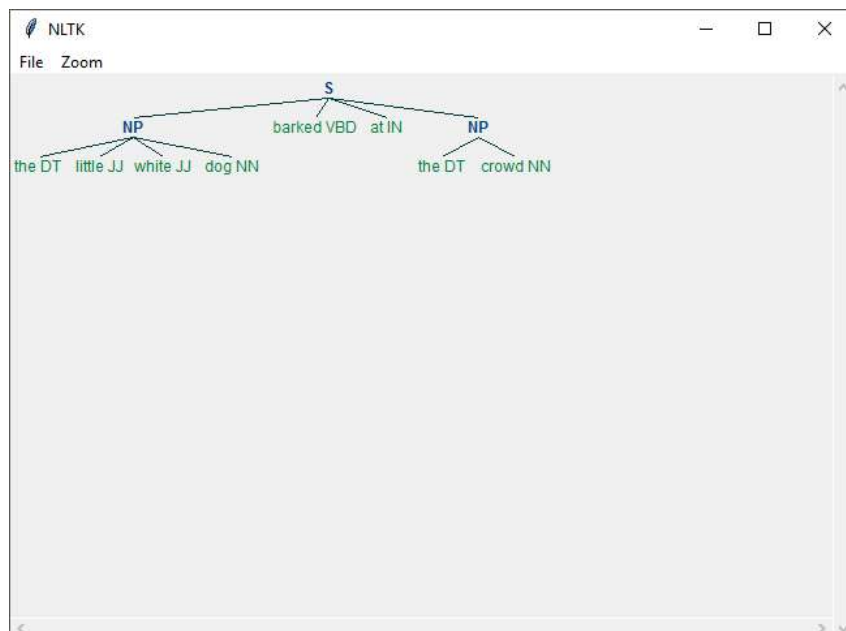 NLTK
File Zoom
S
NP barked VBD at IN NP
the DT little JJ white JJ dog NN the DT crowd NN